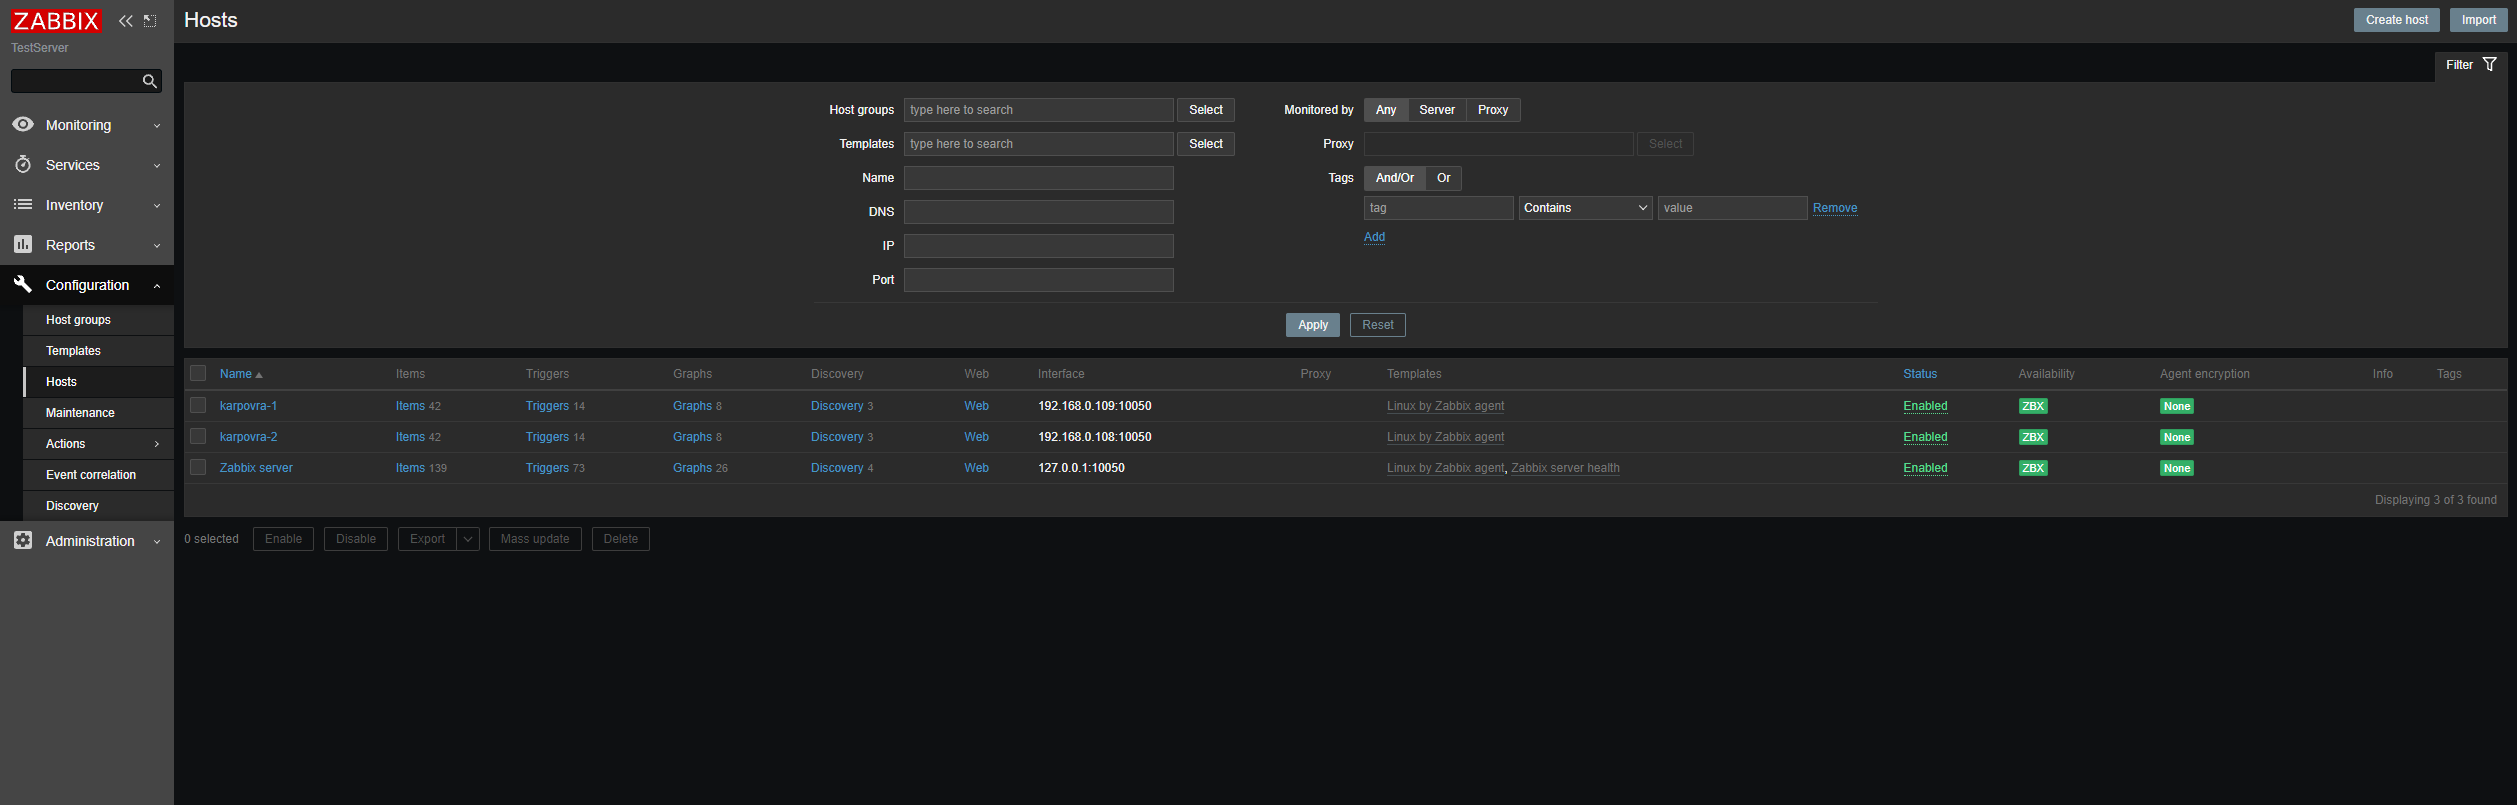 ZABBIX
TestServer
Monitoring
Services
Inventory
Reports
Configuration
Host groups
Templates
Hosts
Maintenance
Actions
Event correlation
Discovery
Administration
Hosts
Create host Import
Filter
Host groups type here to search Select
Templates type here to search Select
Name
DNS
IP
Port
Monitored by Any Server Proxy
Proxy Select
Tags And/Or Or
tag Contains value Remove
Add
Apply Reset
Name Items Triggers Graphs Discovery Web Interface Proxy Templates Status Availability Agent encryption Info Tags
karpovra-1 Items 42 Triggers 14 Graphs 8 Discovery 3 Web 192.168.0.109:10050 Linux by Zabbix agent Enabled ZBX None
karpovra-2 Items 42 Triggers 14 Graphs 8 Discovery 3 Web 192.168.0.108:10050 Linux by Zabbix agent Enabled ZBX None
Zabbix server Items 139 Triggers 73 Graphs 26 Discovery 4 Web 127.0.0.1:10050 Linux by Zabbix agent, Zabbix server health Enabled ZBX None
Displaying 3 of 3 found
0 selected Enable Disable Export Mass update Delete